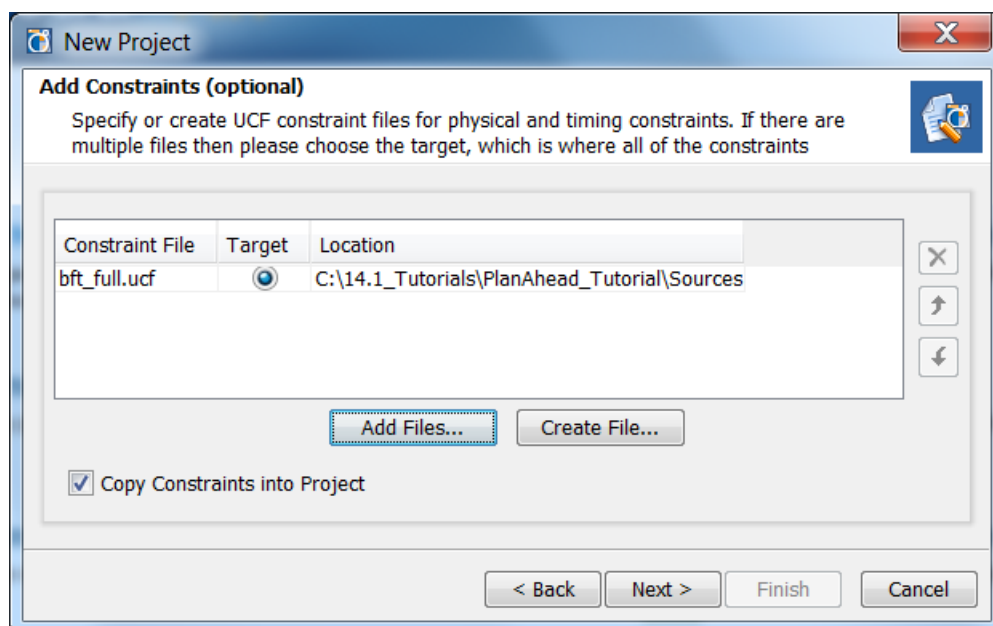 New Project
Add Constraints (optional)
Specify or create UCF constraint files for physical and timing constraints. If there are
multiple files then please choose the target, which is where all of the constraints
Constraint File Target Location
bft_full.ucf C:\14.1_Tutorials\PlanAhead_Tutorial\Sources
Add Files... Create File...
Copy Constraints into Project
< Back Next > Finish Cancel